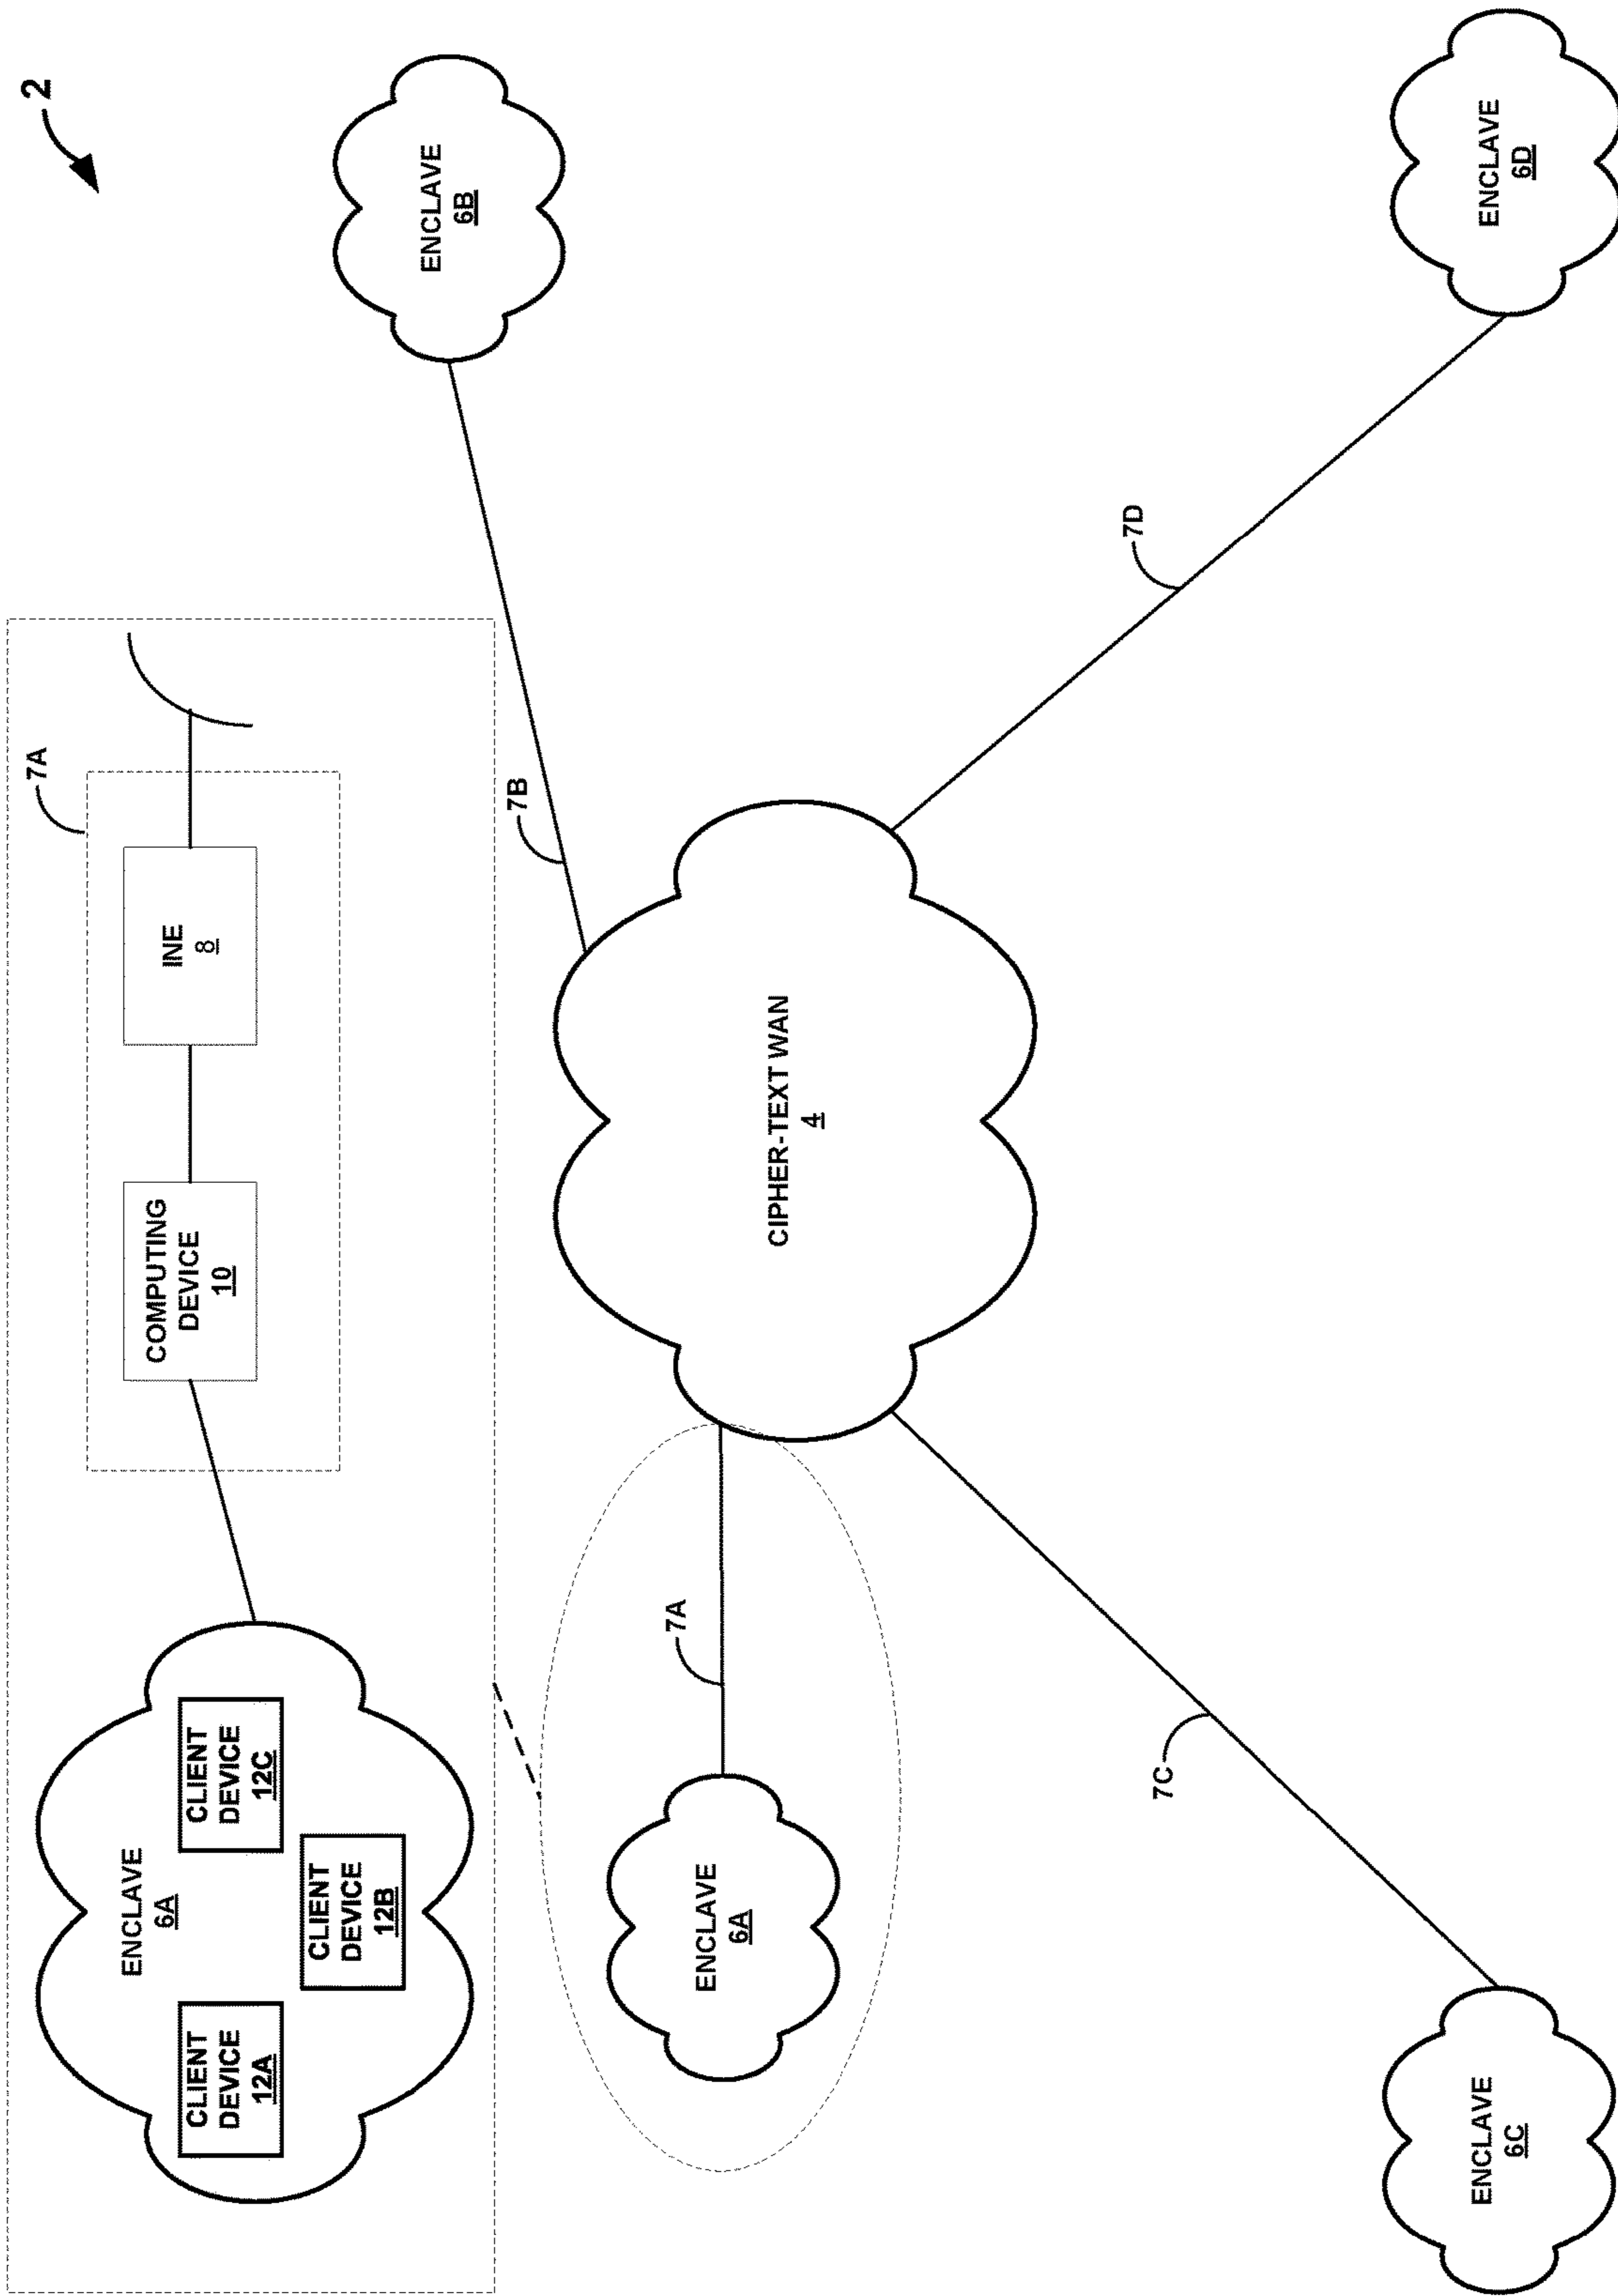 2
7A
COMPUTING
DEVICE
10
INE
8
ENCLAVE
6A
CLIENT
DEVICE
12A
CLIENT
DEVICE
12B
CLIENT
DEVICE
12C
ENCLAVE
6B
7B
ENCLAVE
6A
7A
CIPHER-TEXT WAN
4
7D
7C
ENCLAVE
6C
ENCLAVE
6D